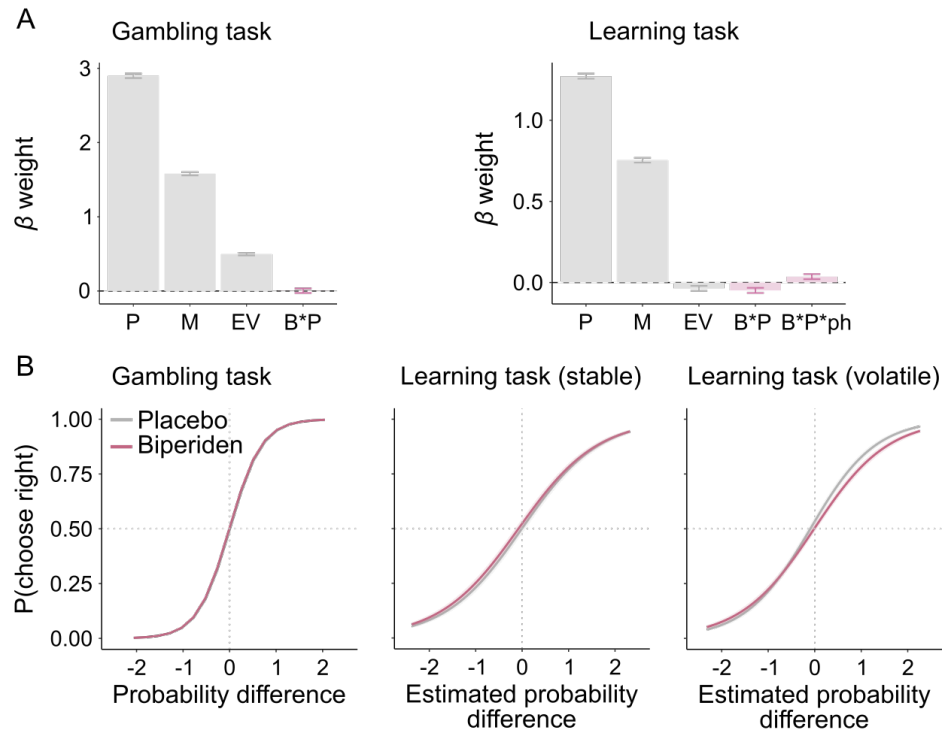 A
Gambling task
Learning task
β weight
3
2
1
0
P M EV B*P
β weight
1.0
0.5
0.0
P M EV B*P B*P*ph
B
Gambling task
Learning task (stable)
Learning task (volatile)
Placebo
Biperiden
P(choose right)
1.00
0.75
0.50
0.25
0.00
-2 -1 0 1 2
Probability difference
-2 -1 0 1 2
Estimated probability
difference
-2 -1 0 1 2
Estimated probability
difference